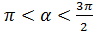 π < α < 3π/2